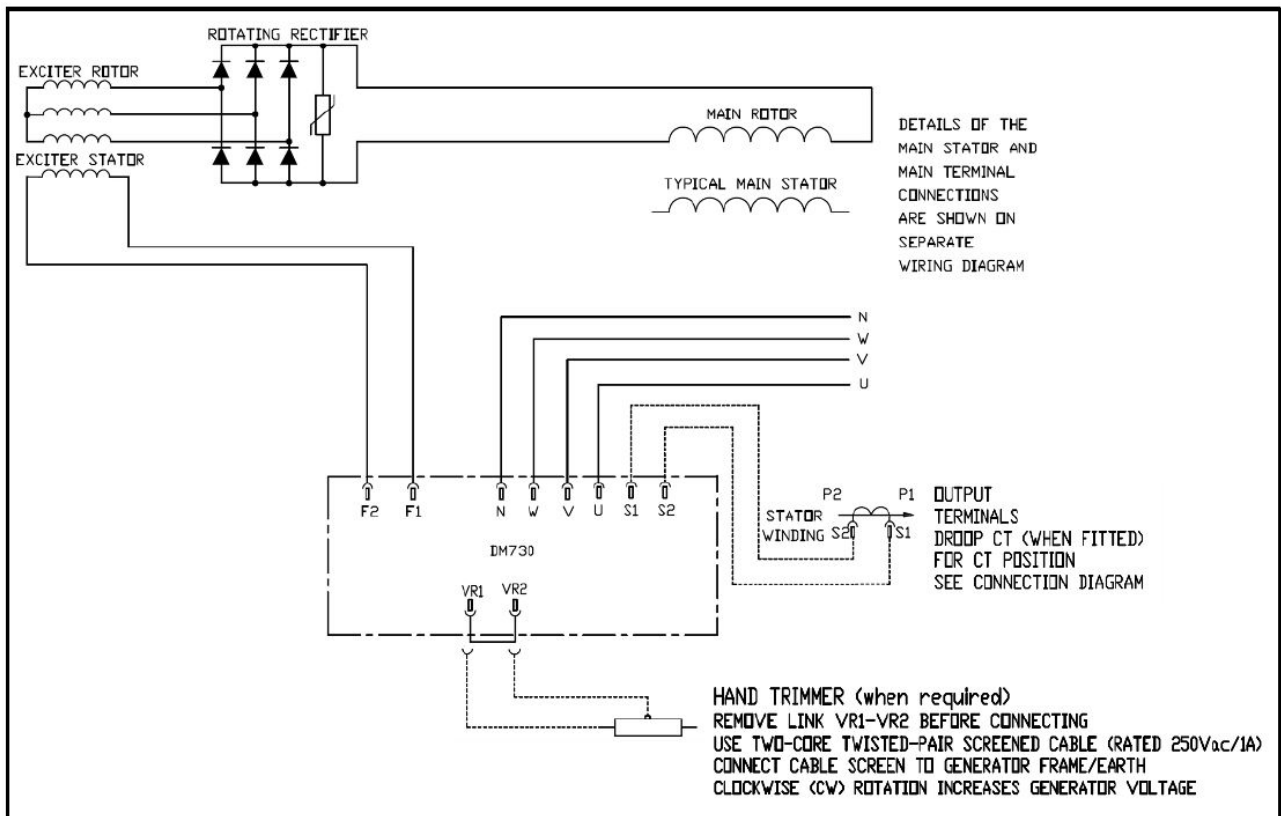 ROTATING RECTIFIER
EXCITER ROTOR
EXCITER STATOR
MAIN ROTOR
TYPICAL MAIN STATOR
DETAILS OF THE
MAIN STATOR AND
MAIN TERMINAL
CONNECTIONS
ARE SHOWN ON
SEPARATE
WIRING DIAGRAM
N
W
V
U
F2 F1 N W V U S1 S2
DM730
VR1 VR2
P2 P1
STATOR
WINDING S2 S1
OUTPUT
TERMINALS
DROOP CT (WHEN FITTED)
FOR CT POSITION
SEE CONNECTION DIAGRAM
HAND TRIMMER (when required)
REMOVE LINK VR1-VR2 BEFORE CONNECTING
USE TWO-CORE TWISTED-PAIR SCREENED CABLE (RATED 250Vac/1A)
CONNECT CABLE SCREEN TO GENERATOR FRAME/EARTH
CLOCKWISE (CW) ROTATION INCREASES GENERATOR VOLTAGE